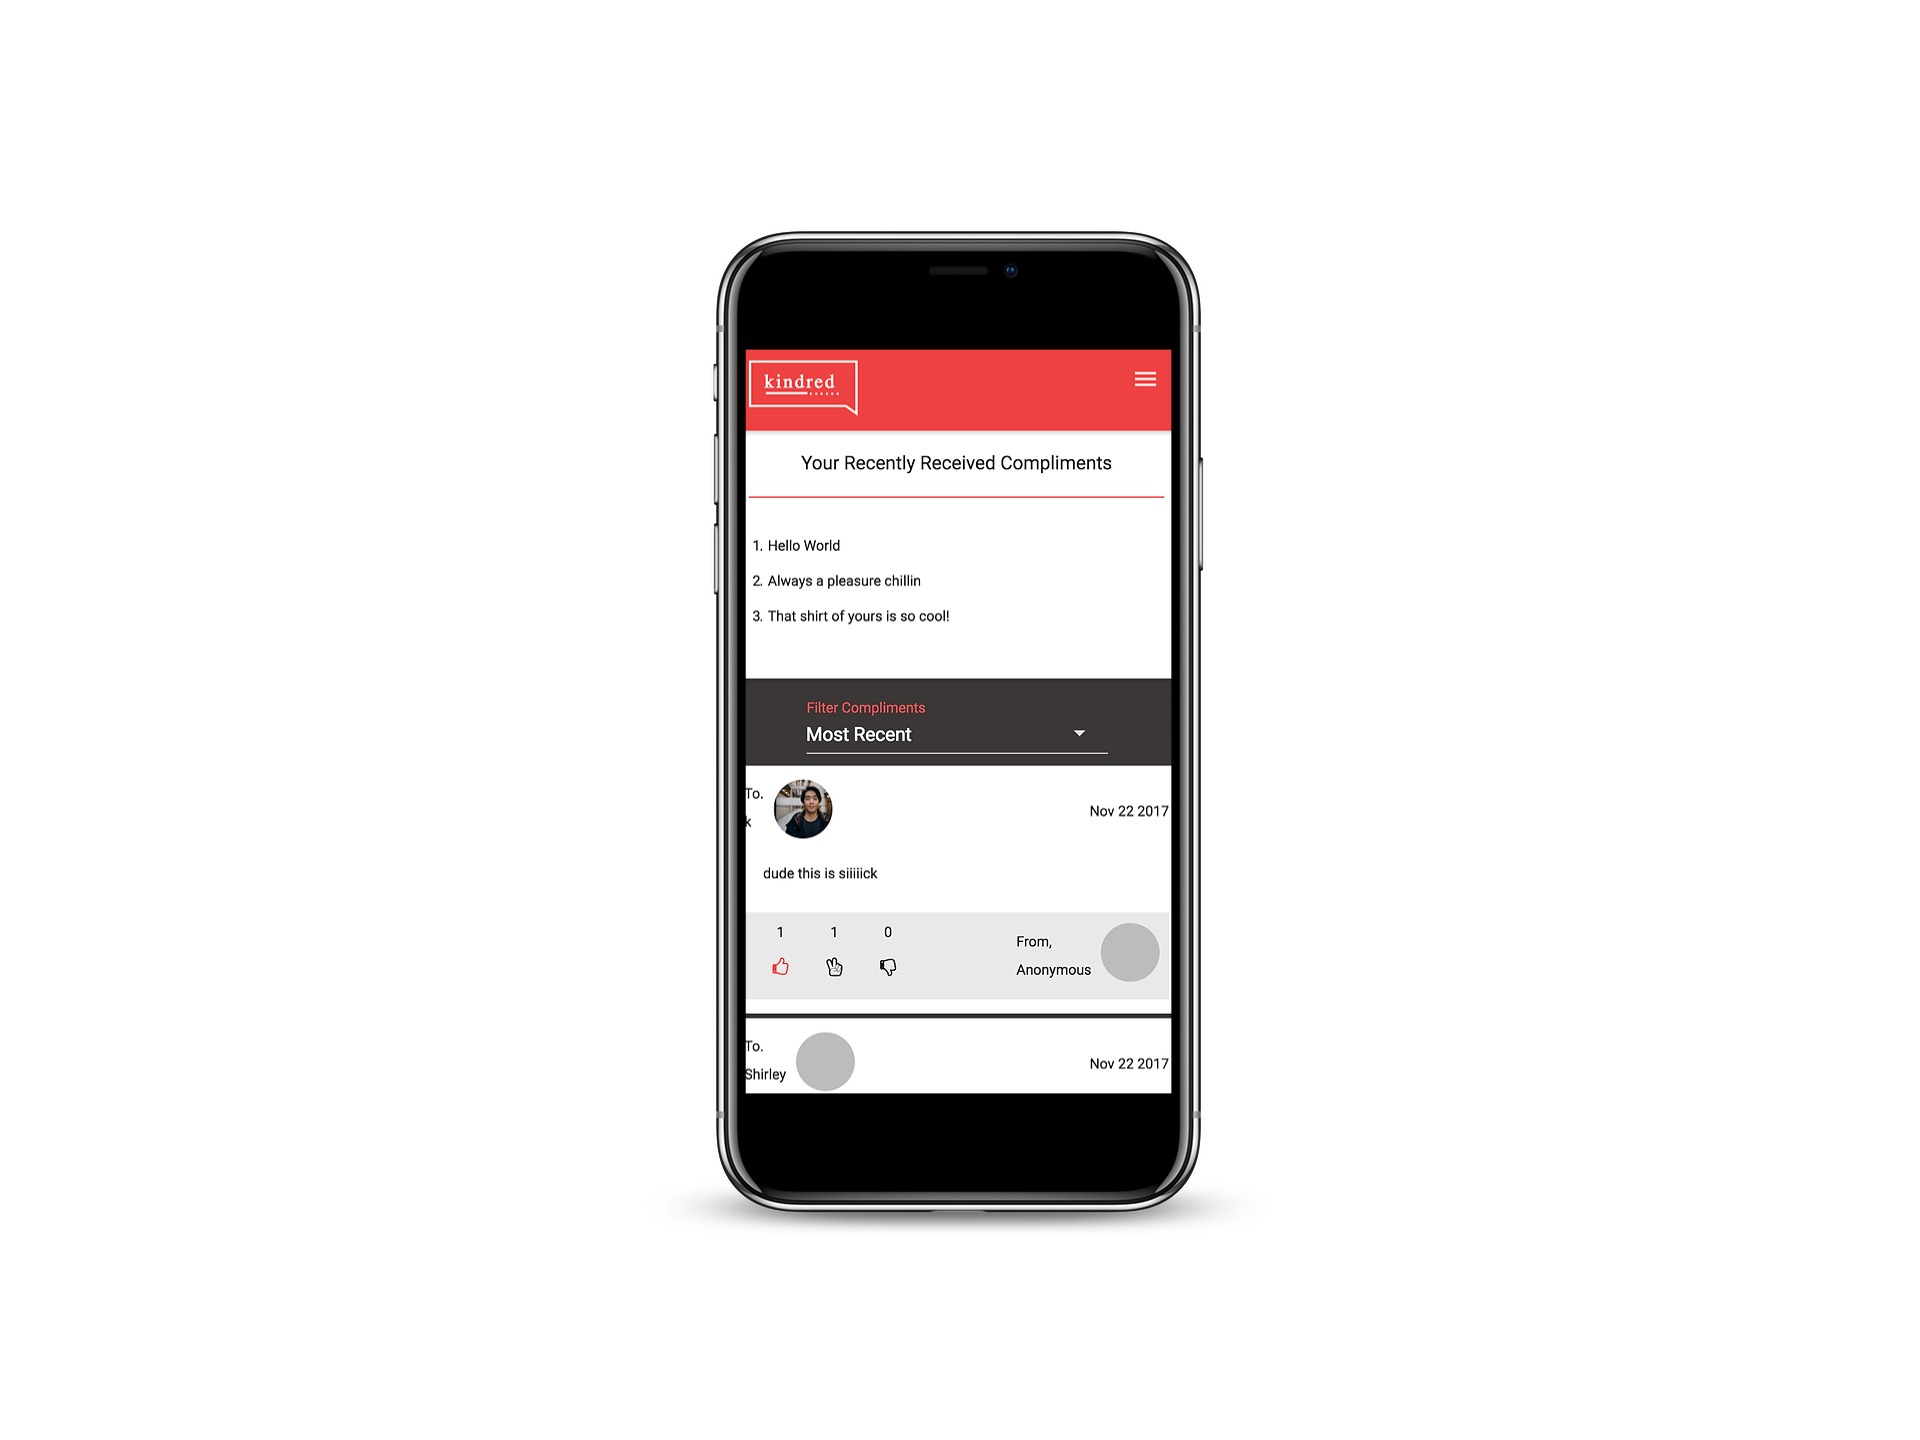 kindred
Your Recently Received Compliments
1. Hello World
2. Always a pleasure chillin
3. That shirt of yours is so cool!
Filter Compliments
Most Recent
To.
k
Nov 22 2017
dude this is siiiiick
1 1 0
From,
Anonymous
To.
Shirley
Nov 22 2017